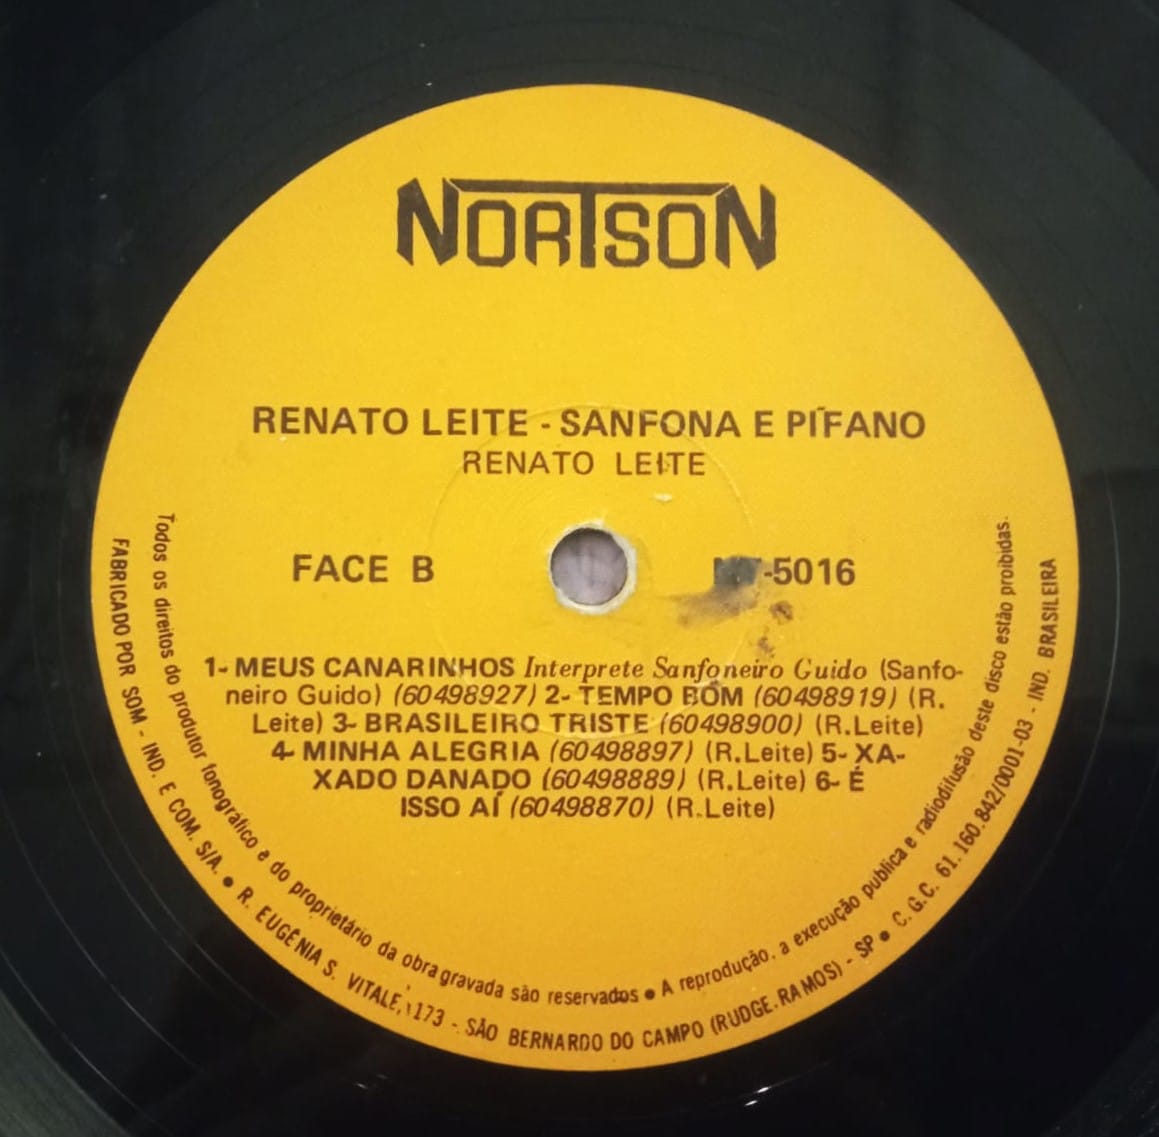 NORTSON
RENATO LEITE - SANFONA E PÍFANO
RENATO LEITE
FACE B
-5016
1- MEUS CANARINHOS Interprete Sanfoneiro Guido (Sanfo-
neiro Guido) (60498927) 2- TEMPO BOM (60498919) (R.
Leite) 3- BRASILEIRO TRISTE (60498900) (R.Leite)
4- MINHA ALEGRIA (60498897) (R.Leite) 5- XA-
XADO DANADO (60498889) (R.Leite) 6- É
ISSO AÍ (60498870) (R.Leite)
Todos os direitos do produtor fonográfico e do proprietário da obra gravada são reservados ● A reprodução, a execução publica e radiodifusão deste disco estão proibidas.
FABRICADO POR SOM - IND. E COM. S/A. ● R. EUGÊNIA S. VITALE, 173 - SÃO BERNARDO DO CAMPO (RUDGE RAMOS) - SP ● C.G.C. 61.160.842/0001-03 - IND. BRASILEIRA